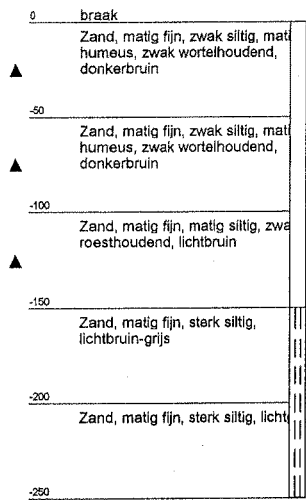 0 braak
Zand, matig fijn, zwak siltig, mati
humeus, zwak wortelhoudend,
donkerbruin
-50
Zand, matig fijn, zwak siltig, mati
humeus, zwak wortelhoudend,
donkerbruin
-100
Zand, matig fijn, matig siltig, zwa
roesthoudend, lichtbruin
-150
Zand, matig fijn, sterk siltig,
lichtbruin-grijs
-200
Zand, matig fijn, sterk siltig, licht
-250